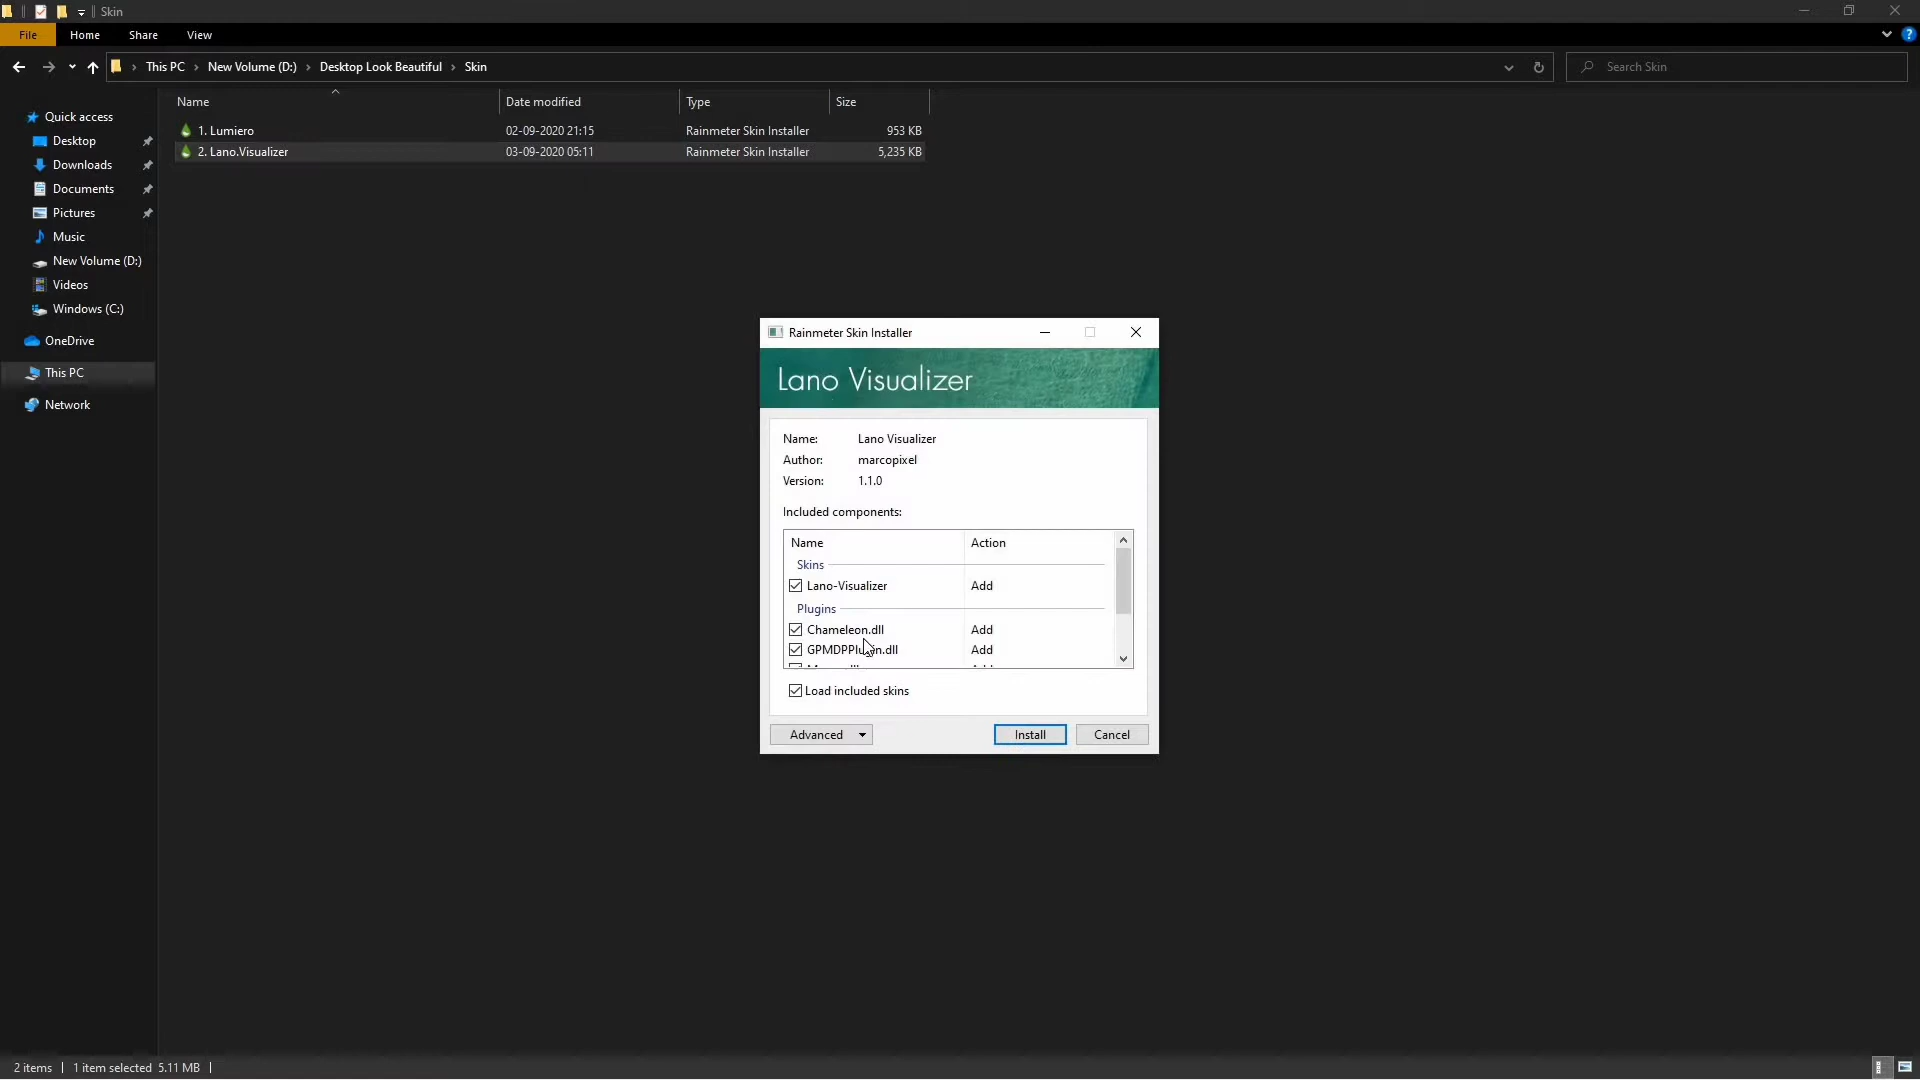 Skin
File Home Share View
This PC New Volume (D:) Desktop Look Beautiful Skin
Search Skin
Name Date modified Type Size
1. Lumiero 02-09-2020 21:15 Rainmeter Skin Installer 953 KB
2. Lano.Visualizer 03-09-2020 05:11 Rainmeter Skin Installer 5,235 KB
Quick access
Desktop
Downloads
Documents
Pictures
Music
New Volume (D:)
Videos
Windows (C:)
OneDrive
This PC
Network
Rainmeter Skin Installer
Lano Visualizer
Name: Lano Visualizer
Author: marcopixel
Version: 1.1.0
Included components:
Name Action
Skins
Lano-Visualizer Add
Plugins
Chameleon.dll Add
GPMDPPlugin.dll Add
Load included skins
Advanced Install Cancel
2 items 1 item selected 5.11 MB